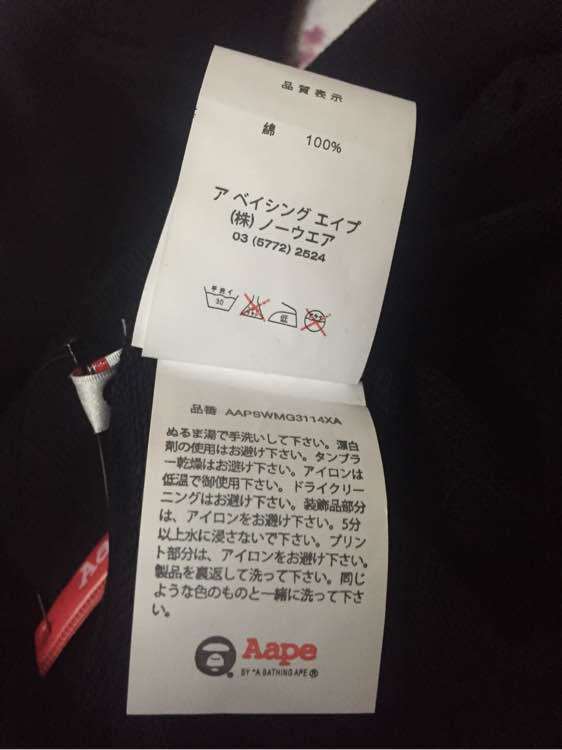 品質表示
綿 100%
ア ベイシング エイプ
(株) ノーウエア
03 (5772) 2524
手洗イ
30
低
品番 AAPSWMG3114XA
ぬるま湯で手洗いして下さい。漂白
剤の使用はお避け下さい。タンブラ
ー乾燥はお避け下さい。アイロンは
低温で御使用下さい。ドライクリー
ニングはお避け下さい。装飾品部分
は、アイロンをお避け下さい。5分
以上水に浸さないで下さい。プリン
ト部分は、アイロンをお避け下さい。
製品を裏返して洗って下さい。同じ
ような色のものと一緒に洗って下さ
い。
Aape
BY *A BATHING APE®